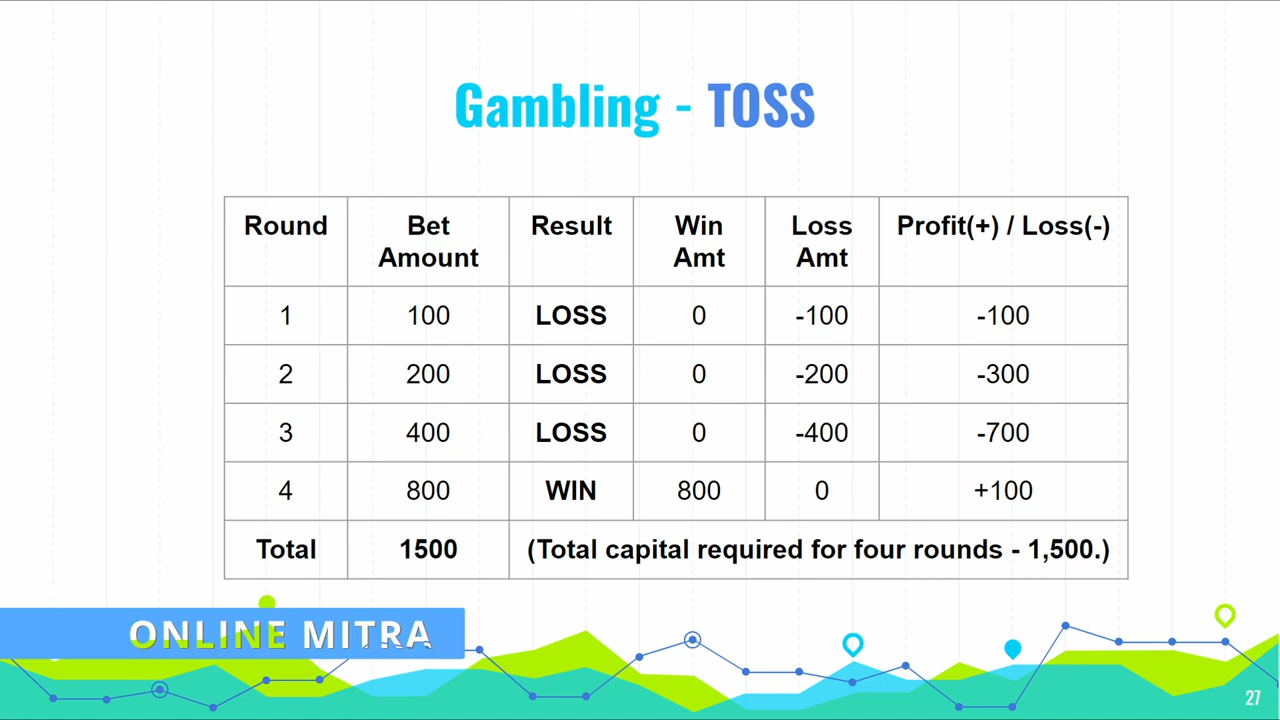 Gambling - TOSS
Round Bet Amount Result Win Amt Loss Amt Profit(+) / Loss(-)
1 100 LOSS 0 -100 -100
2 200 LOSS 0 -200 -300
3 400 LOSS 0 -400 -700
4 800 WIN 800 0 +100
Total 1500 (Total capital required for four rounds - 1,500.)
ONLINE MITRA
27